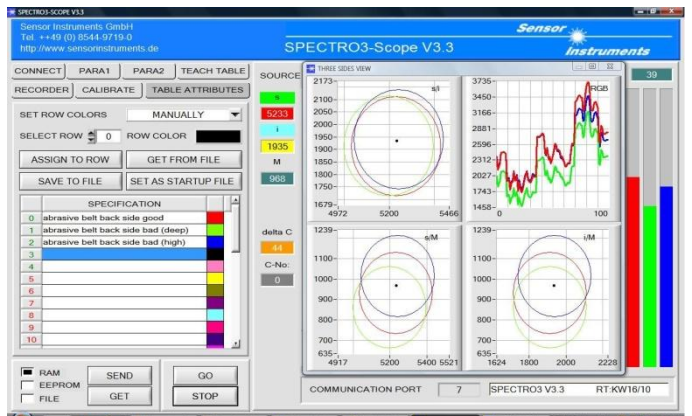 SPECTRO3 V3.3
Sensor Instruments GmbH
Tel. ++49 (0) 8544-9719-0
http://www.sensorinstruments.de
SPECTRO3-Scope V3.3
Sensor
Instruments
CONNECT PARA1 PARA2 TEACH TABLE
RECORDER CALIBRATE TABLE ATTRIBUTES
SET ROW COLORS MANUALLY
SELECT ROW 0 ROW COLOR
ASSIGN TO ROW GET FROM FILE
SAVE TO FILE SET AS STARTUP FILE
SPECIFICATION
0 abrasive belt back side good
1 abrasive belt back side bad (deep)
2 abrasive belt back side bad (high)
3
4
5
6
7
8
9
10
RAM
EEPROM
FILE
SEND
GET
GO
STOP
SOURCE
s
5233
i
1935
M
968
delta C
44
C-No:
0
THREE SIDES VIEW
2173-
2100-
2050-
2000-
1950-
1900-
1850-
1800-
1750-
1679-
4972 5200 5466
s/i
3735-
3450-
3166-
2881-
2596-
2312-
2027-
1743-
1458-
0 100
RGB
1239-
1100-
1000-
900-
800-
700-
635-
4917 5200 5400 5521
s/M
1239-
1100-
1000-
900-
800-
700-
635-
1624 1800 2000 2228
i/M
39
COMMUNICATION PORT 7 SPECTRO3 V3.3 RT:KW16/10